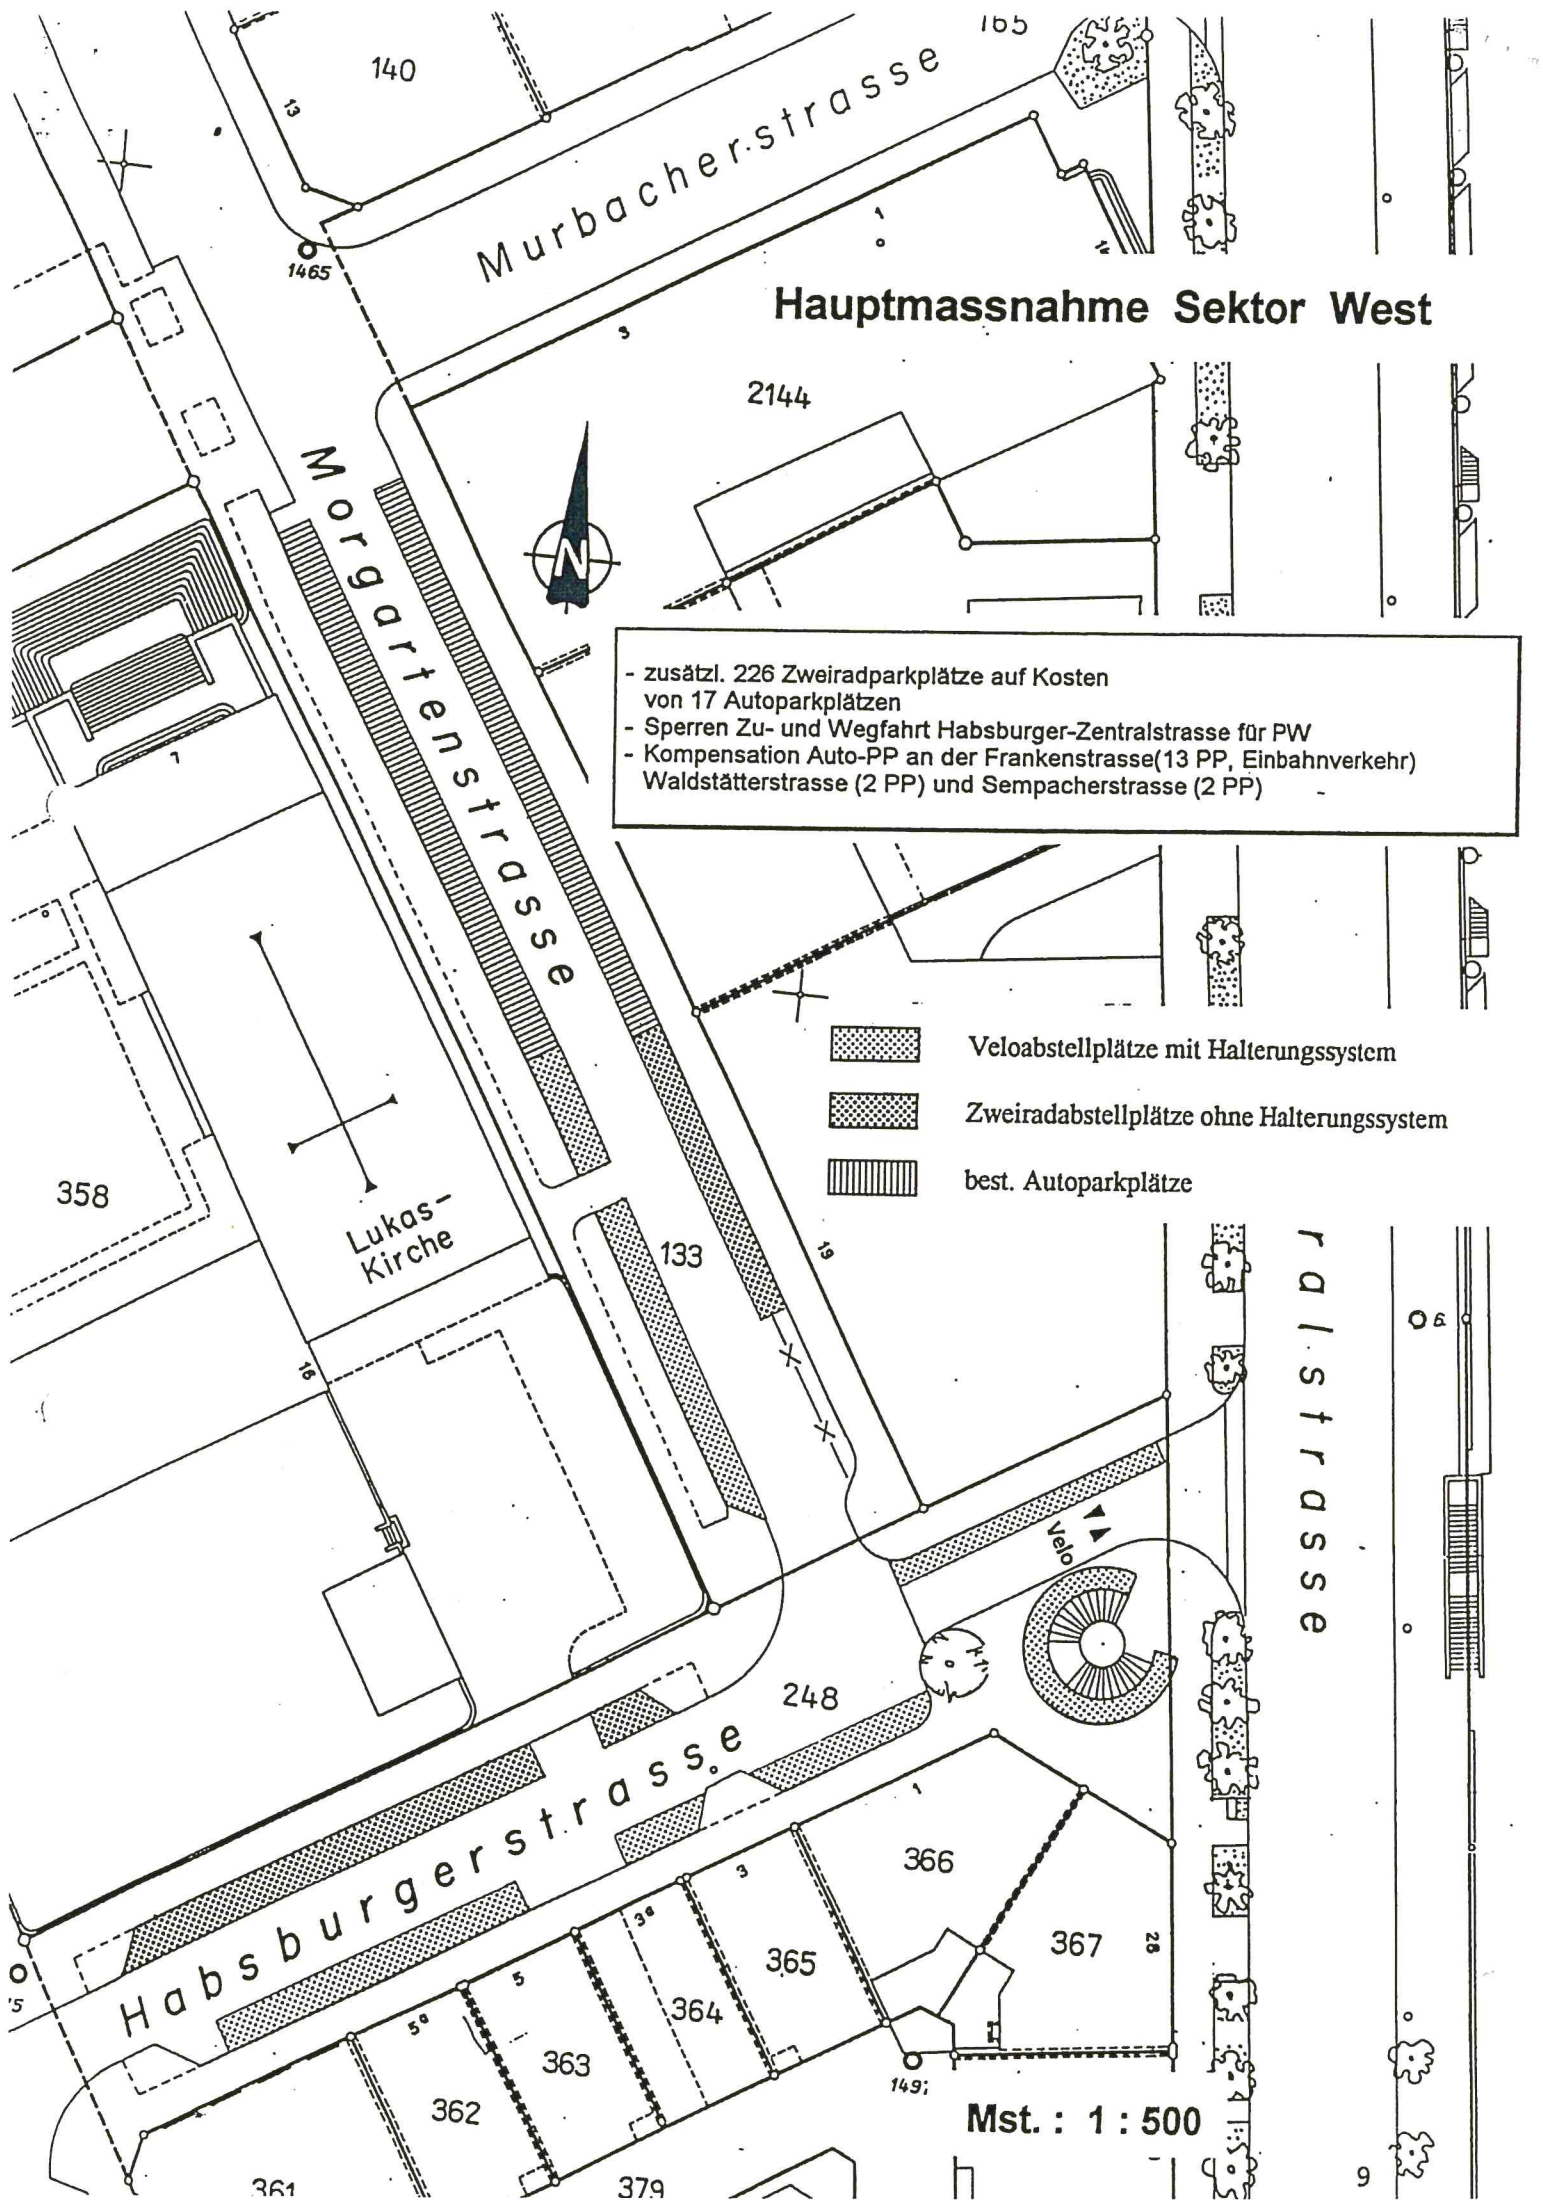 165
140
13
Murbacherstrasse
1465
1
Hauptmassnahme Sektor West
3
2144
Morgartenstrasse
N
- zusätzl. 226 Zweiradparkplätze auf Kosten
von 17 Autoparkplätzen
- Sperren Zu- und Wegfahrt Habsburger-Zentralstrasse für PW
- Kompensation Auto-PP an der Frankenstrasse(13 PP, Einbahnverkehr)
Waldstätterstrasse (2 PP) und Sempacherstrasse (2 PP)
7
Veloabstellplätze mit Halterungssystem
Zweiradabstellplätze ohne Halterungssystem
best. Autoparkplätze
358
Lukas-
Kirche
133
19
ralstrasse
6
16
Velo
248
Habsburgerstrasse
1
366
3
3a
365
367
28
5
364
5a
363
362
149
Mst. : 1 : 500
361
379
9